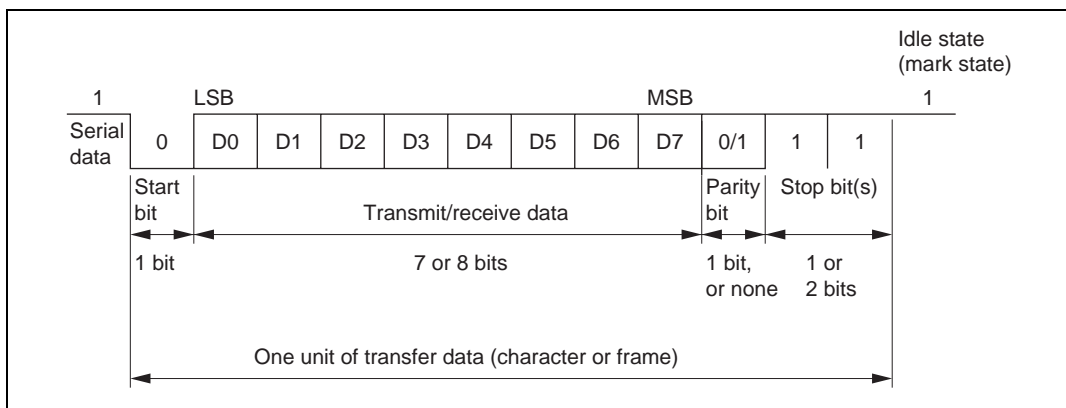 Idle state
(mark state)
1 LSB MSB 1
Serial
data
0 D0 D1 D2 D3 D4 D5 D6 D7 0/1 1 1
Start
bit
Transmit/receive data
Parity
bit
Stop bit(s)
1 bit
7 or 8 bits
1 bit,
or none
1 or
2 bits
One unit of transfer data (character or frame)